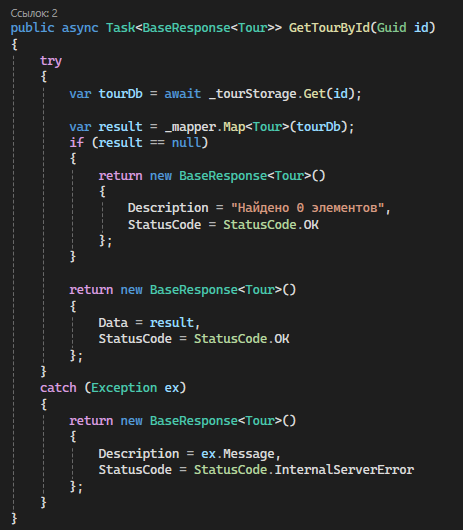 Ссылок: 2
public async Task<BaseResponse<Tour>> GetTourById(Guid id)
{
try
{
var tourDb = await _tourStorage.Get(id);
var result = _mapper.Map<Tour>(tourDb);
if (result == null)
{
return new BaseResponse<Tour>()
{
Description = "Найдено 0 элементов",
StatusCode = StatusCode.OK
};
}
return new BaseResponse<Tour>()
{
Data = result,
StatusCode = StatusCode.OK
};
}
catch (Exception ex)
{
return new BaseResponse<Tour>()
{
Description = ex.Message,
StatusCode = StatusCode.InternalServerError
};
}
}